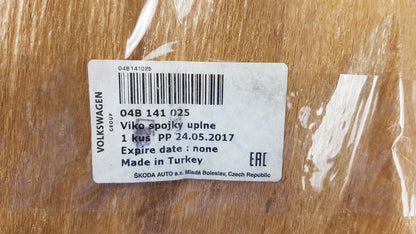 04B141025
VOLKSWAGEN
GROUP
04B 141 025
Viko spojky uplne
1 kus PP 24.05.2017
Expire date : none
Made in Turkey
EAC
ŠKODA AUTO a.s. Mladá Boleslav, Czech Republic